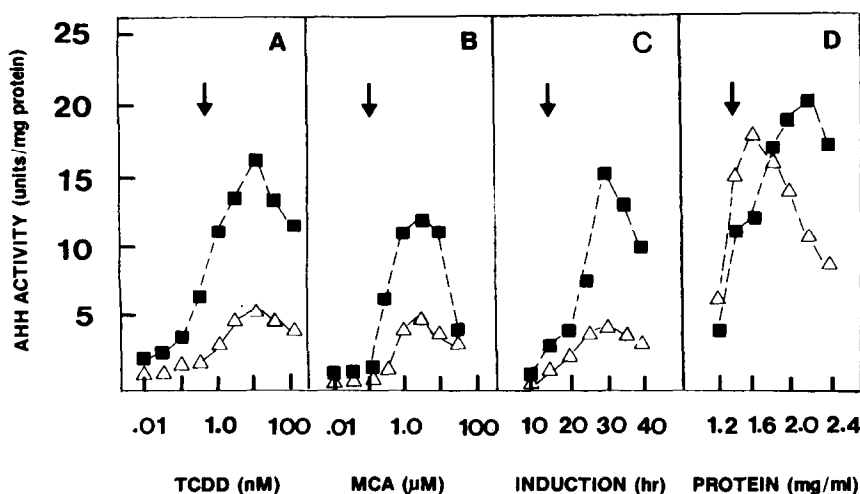 AHH ACTIVITY (units/mg protein)
25
20
15
10
5
A
B
C
D
.01 1.0 100
.01 1.0 100
10 20 30 40
1.2 1.6 2.0 2.4
TCDD (nM)
MCA (µM)
INDUCTION (hr)
PROTEIN (mg/ml)